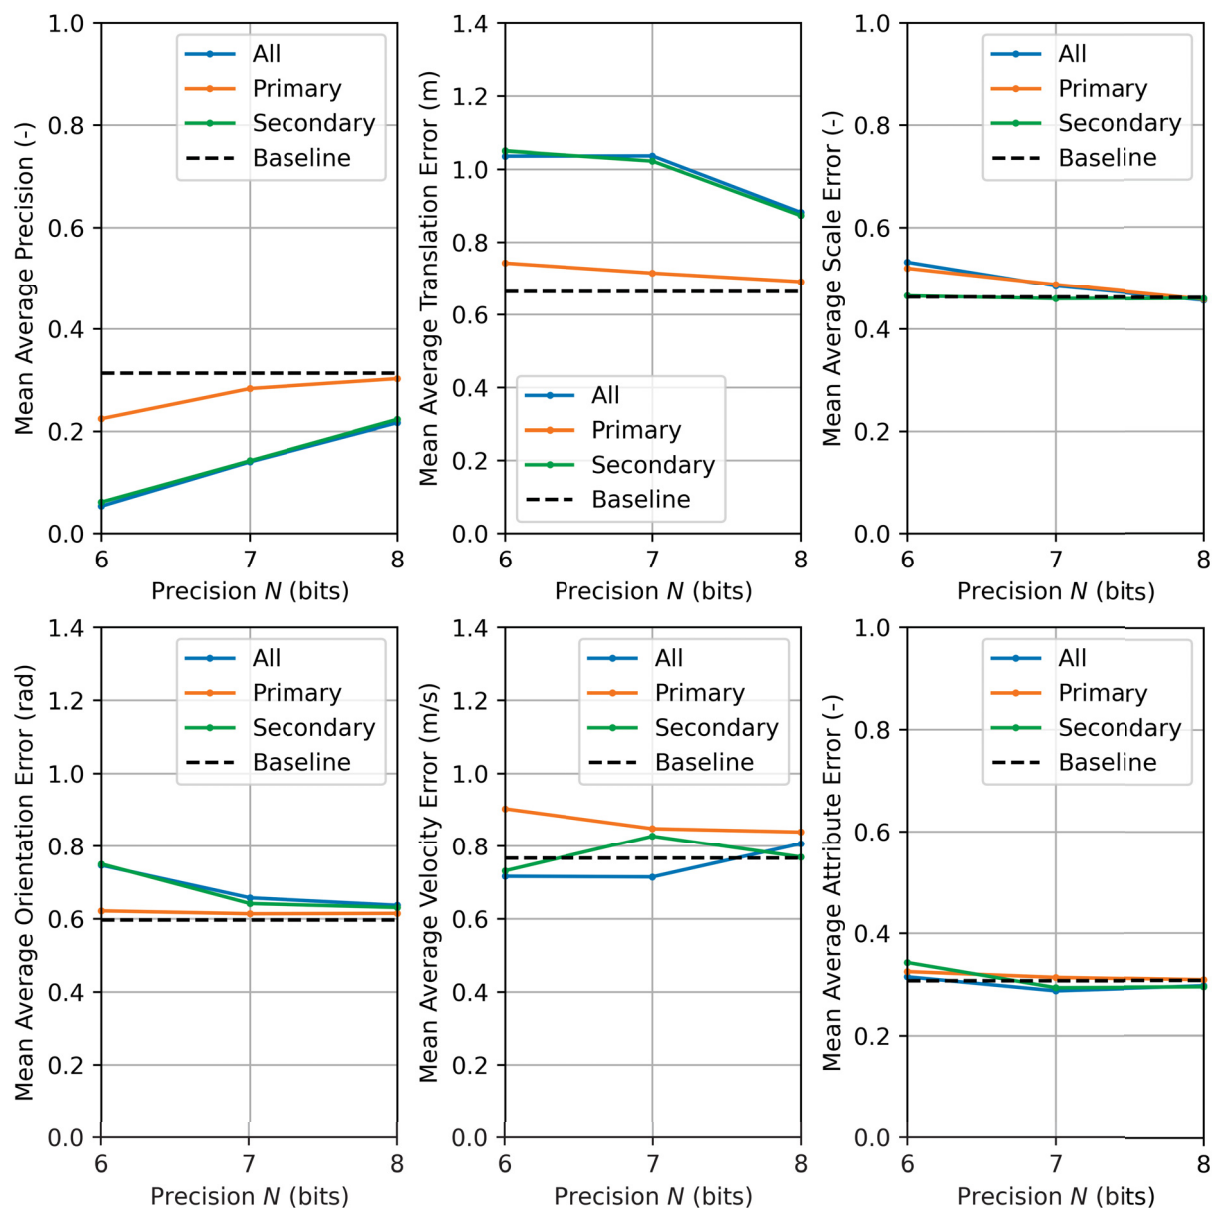 Mean Average Precision (-)
1.0
0.8
0.6
0.4
0.2
0.0
6 7 8
Precision N (bits)
All
Primary
Secondary
Baseline
Mean Average Translation Error (m)
1.4
1.2
1.0
0.8
0.6
0.4
0.2
0.0
6 7 8
Precision N (bits)
All
Primary
Secondary
Baseline
Mean Average Scale Error (-)
1.0
0.8
0.6
0.4
0.2
0.0
6 7 8
Precision N (bits)
All
Primary
Secondary
Baseline
Mean Average Orientation Error (rad)
1.4
1.2
1.0
0.8
0.6
0.4
0.2
0.0
6 7 8
Precision N (bits)
All
Primary
Secondary
Baseline
Mean Average Velocity Error (m/s)
1.4
1.2
1.0
0.8
0.6
0.4
0.2
0.0
6 7 8
Precision N (bits)
All
Primary
Secondary
Baseline
Mean Average Attribute Error (-)
1.0
0.8
0.6
0.4
0.2
0.0
6 7 8
Precision N (bits)
All
Primary
Secondary
Baseline